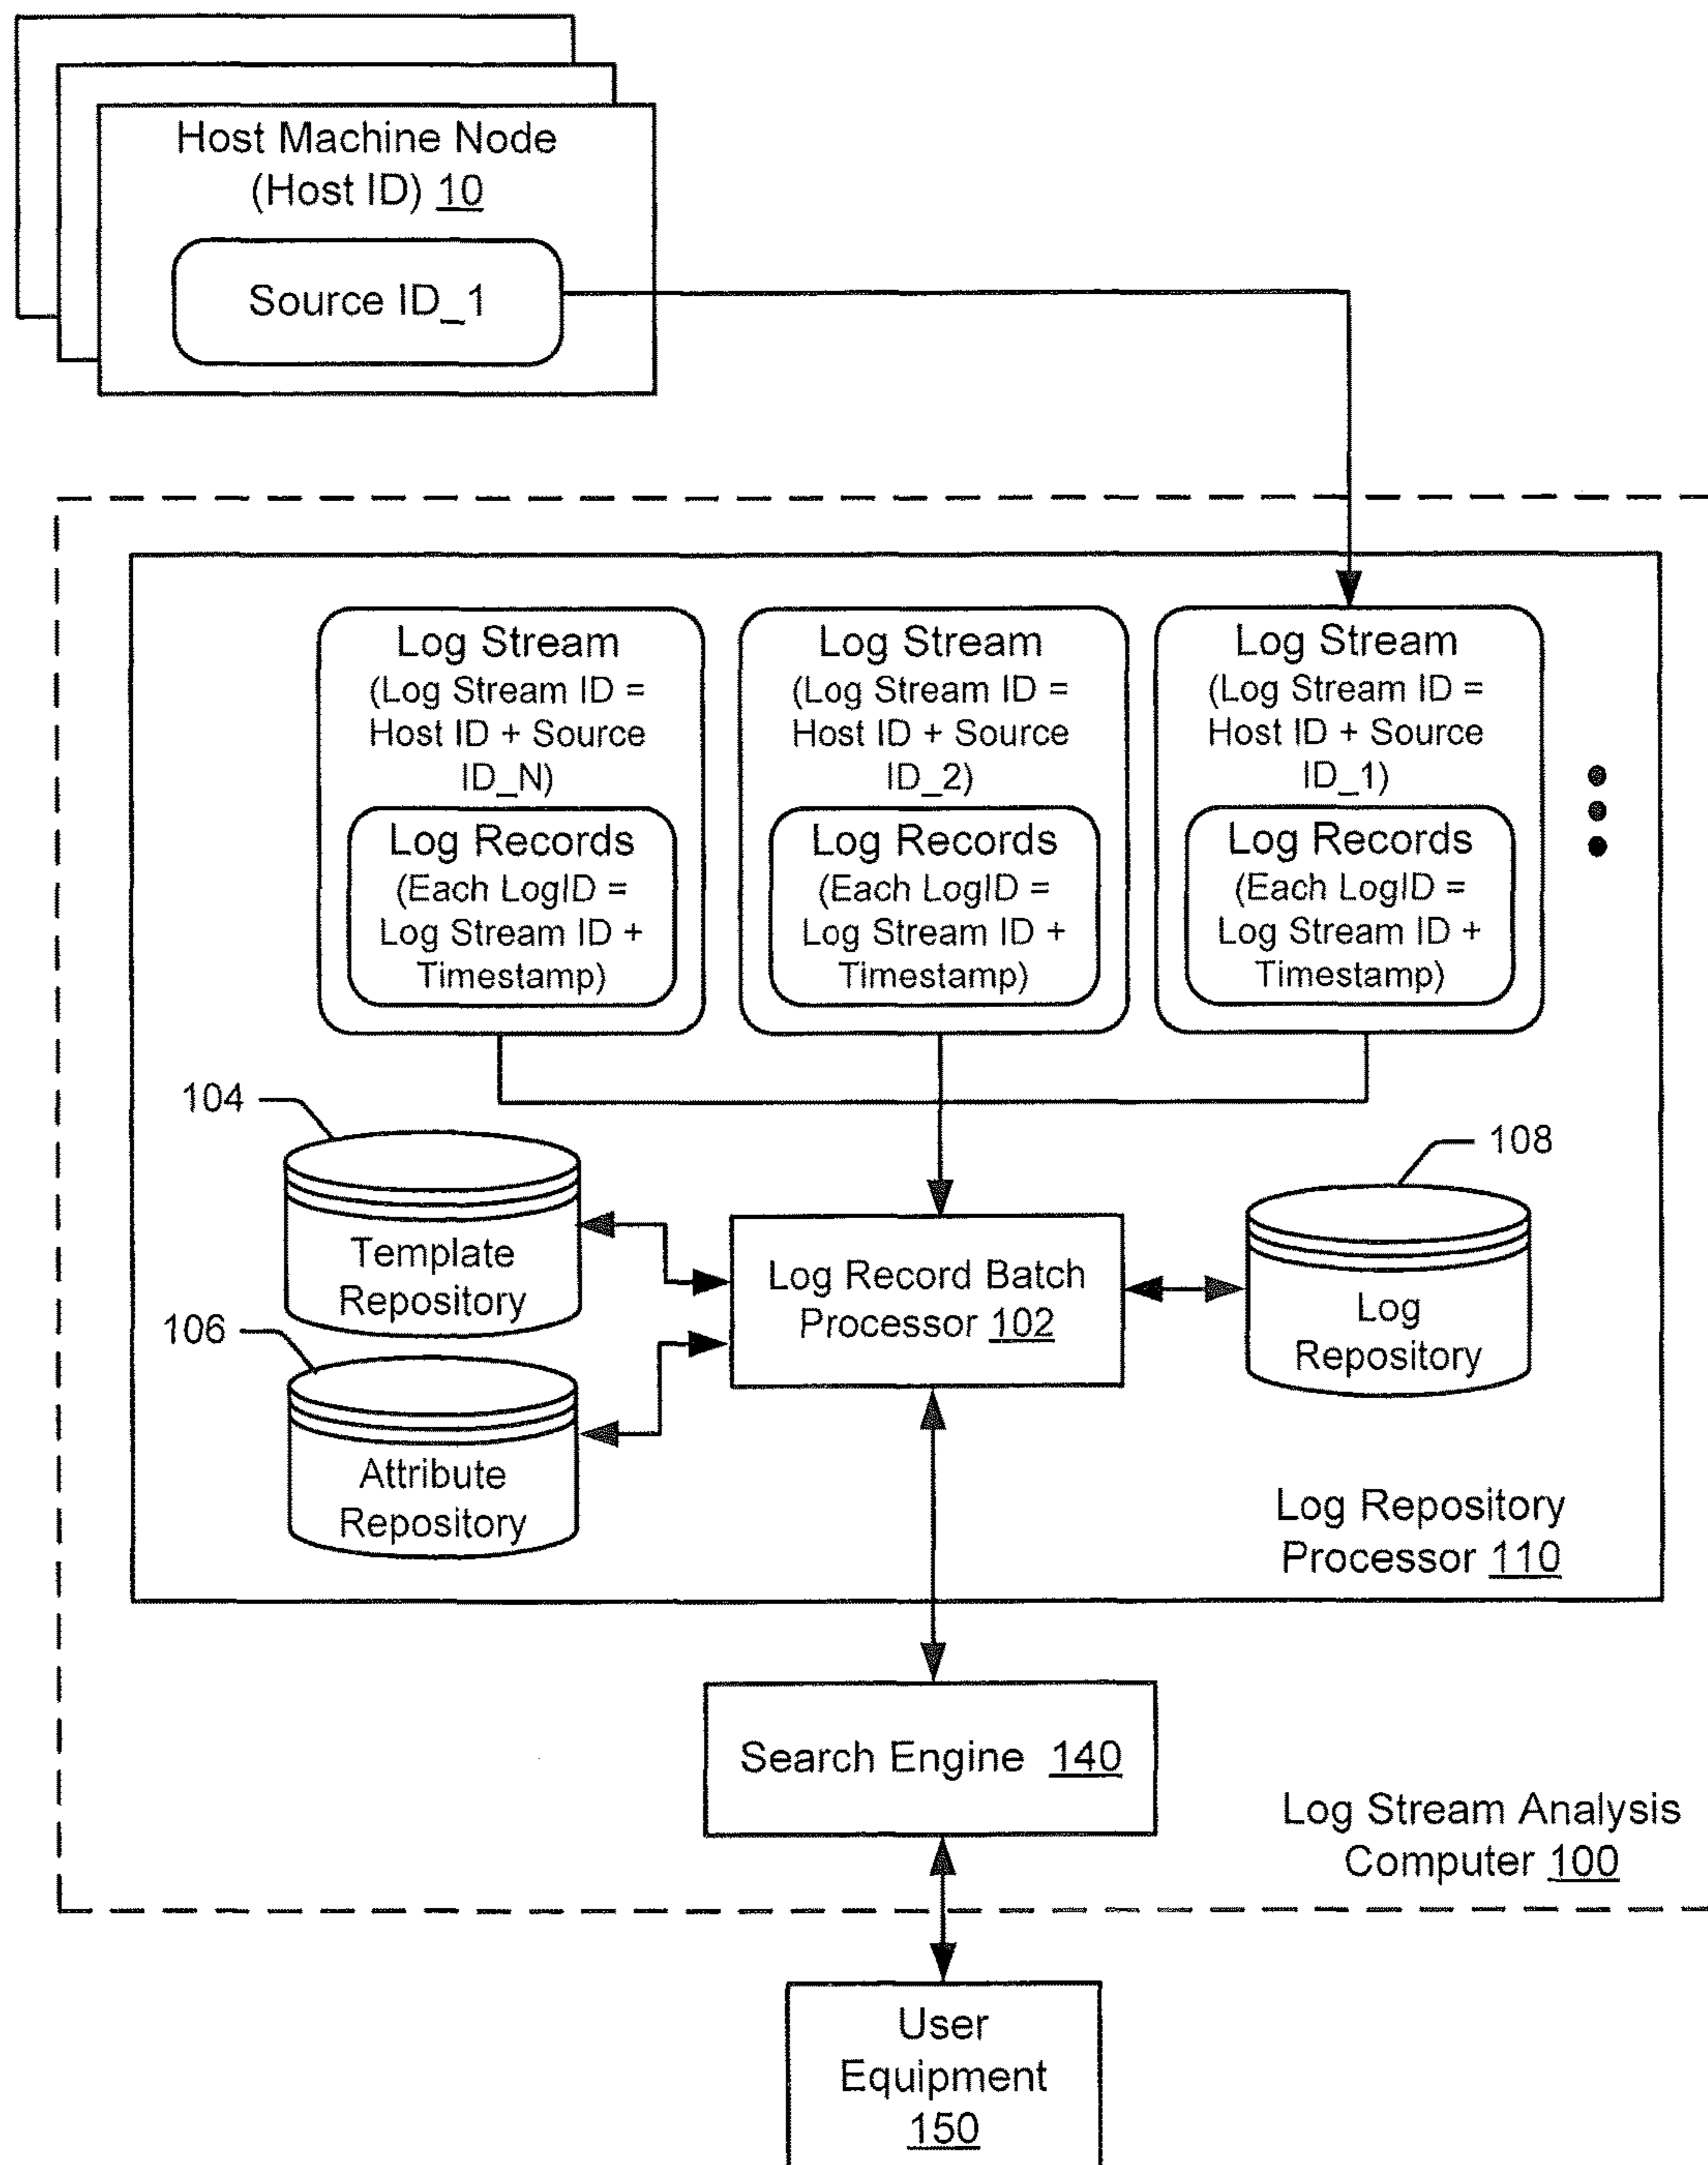 Host Machine Node
(Host ID) 10
Source ID_1
Log Stream
(Log Stream ID =
Host ID + Source
ID_N)
Log Records
(Each LogID =
Log Stream ID +
Timestamp)
Log Stream
(Log Stream ID =
Host ID + Source
ID_2)
Log Records
(Each LogID =
Log Stream ID +
Timestamp)
Log Stream
(Log Stream ID =
Host ID + Source
ID_1)
Log Records
(Each LogID =
Log Stream ID +
Timestamp)
104
Template
Repository
106
Attribute
Repository
Log Record Batch
Processor 102
108
Log
Repository
Log Repository
Processor 110
Search Engine 140
Log Stream Analysis
Computer 100
User
Equipment
150